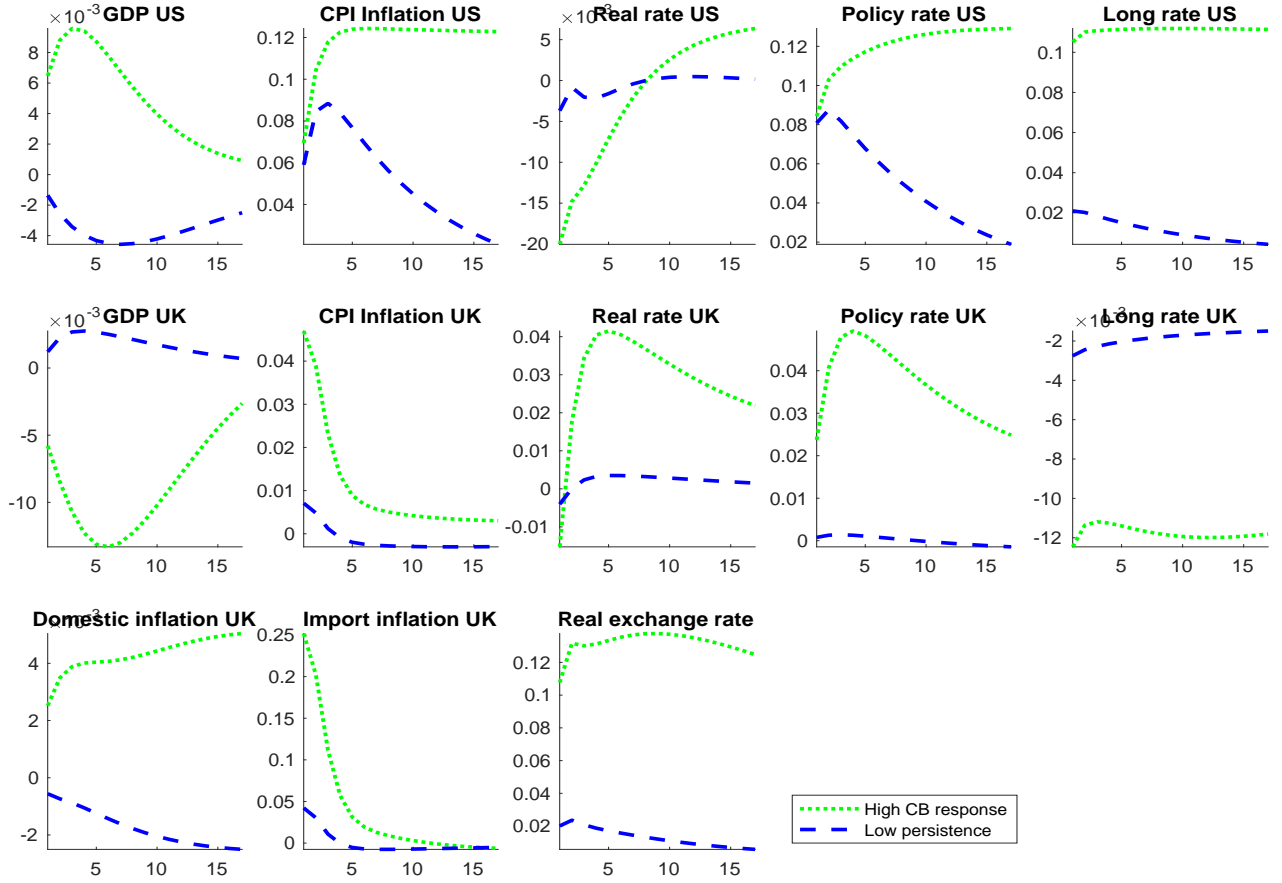 GDP US
CPI Inflation US
Real rate US
Policy rate US
Long rate US
× 10⁻³
8
6
4
2
0
-2
-4
5 10 15
0.12
0.1
0.08
0.06
0.04
5 10 15
× 10⁻³
5
0
-5
-10
-15
-20
5 10 15
0.12
0.1
0.08
0.06
0.04
0.02
5 10 15
0.1
0.08
0.06
0.04
0.02
5 10 15
GDP UK
CPI Inflation UK
Real rate UK
Policy rate UK
Long rate UK
× 10⁻³
0
-5
-10
5 10 15
0.04
0.03
0.02
0.01
0
5 10 15
0.04
0.03
0.02
0.01
0
-0.01
5 10 15
0.04
0.03
0.02
0.01
0
5 10 15
× 10⁻³
-2
-4
-6
-8
-10
-12
5 10 15
Domestic inflation UK
Import inflation UK
Real exchange rate
× 10⁻³
4
2
0
-2
5 10 15
0.25
0.2
0.15
0.1
0.05
0
5 10 15
0.12
0.1
0.08
0.06
0.04
0.02
5 10 15
High CB response
Low persistence